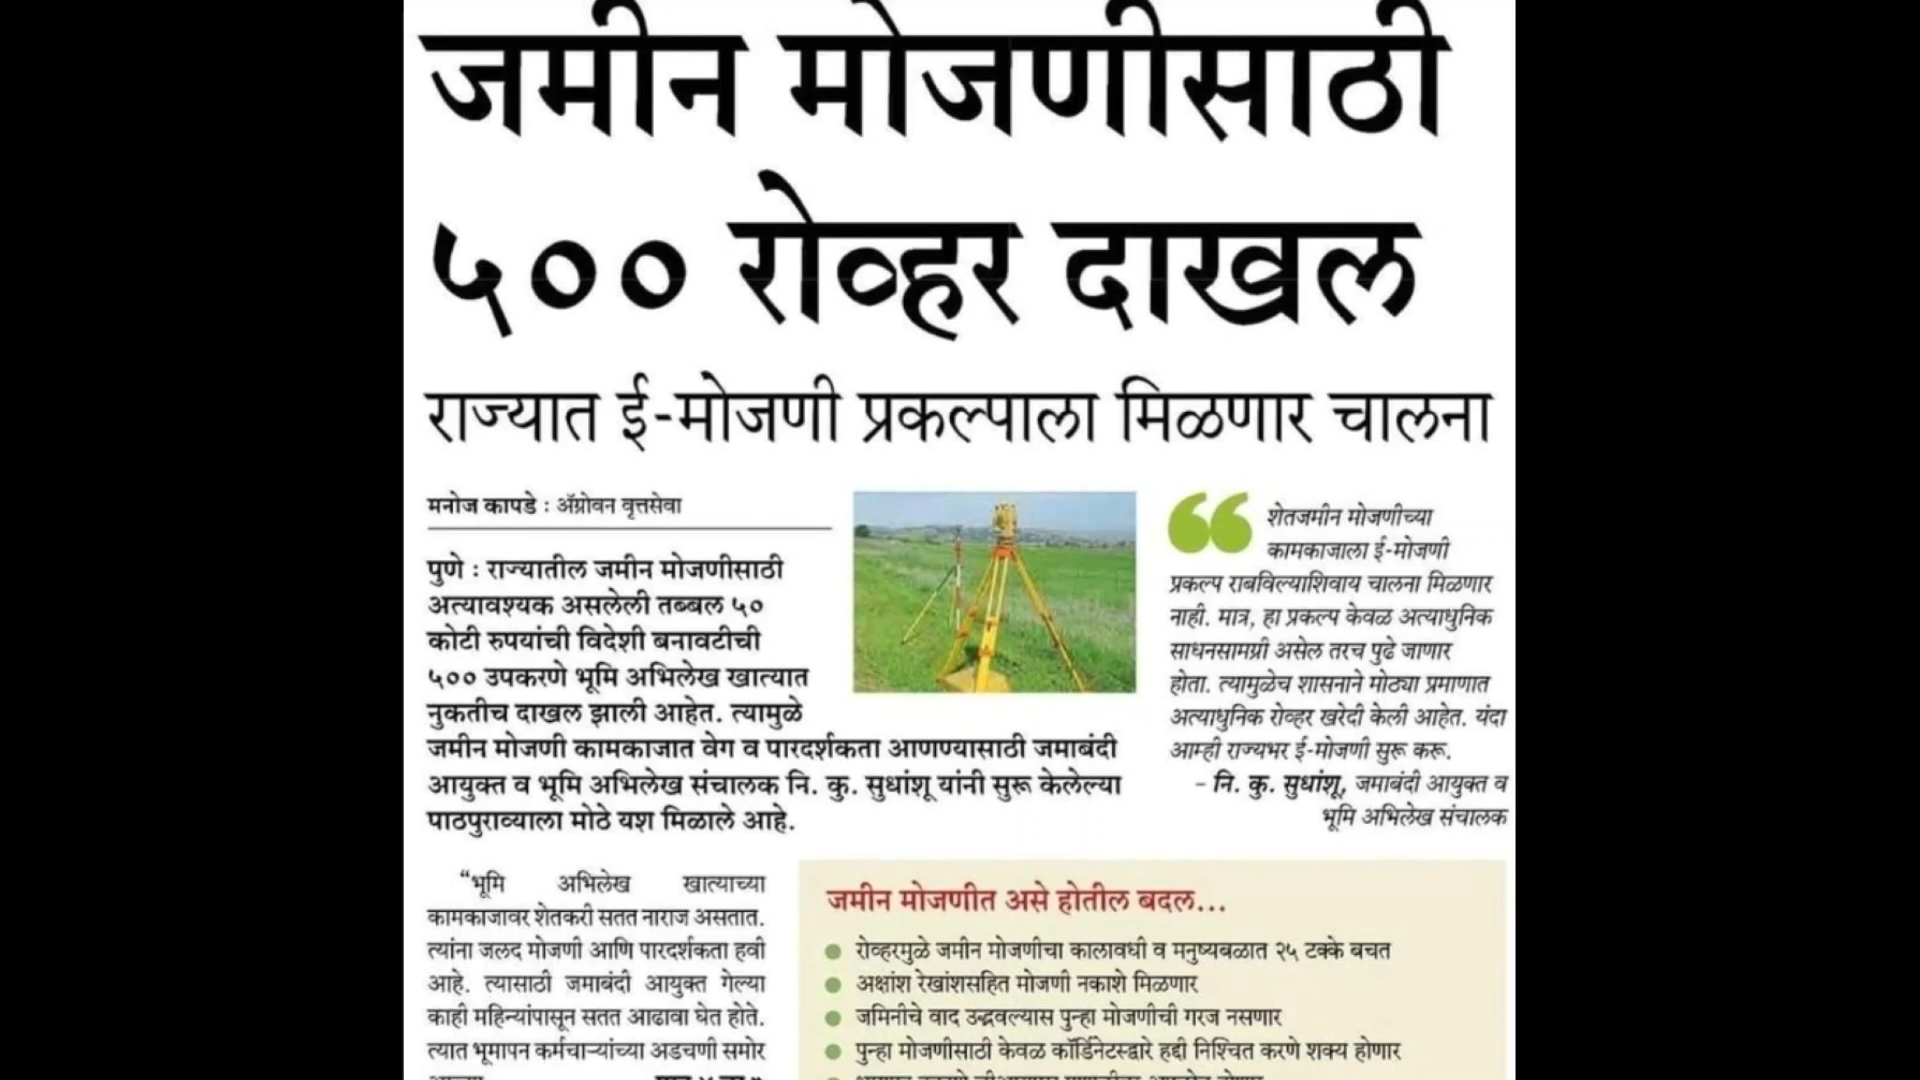 जमीन मोजणीसाठी
५०० रोव्हर दाखल
राज्यात ई-मोजणी प्रकल्पाला मिळणार चालना
मनोज कापडे : ॲग्रोवन वृत्तसेवा
पुणे : राज्यातील जमीन मोजणीसाठी
अत्यावश्यक असलेली तब्बल ५०
कोटी रुपयांची विदेशी बनावटीची
५०० उपकरणे भूमि अभिलेख खात्यात
नुकतीच दाखल झाली आहेत. त्यामुळे
जमीन मोजणी कामकाजात वेग व पारदर्शकता आणण्यासाठी जमाबंदी
आयुक्त व भूमि अभिलेख संचालक नि. कु. सुधांशू यांनी सुरू केलेल्या
पाठपुराव्याला मोठे यश मिळाले आहे.
शेतजमीन मोजणीच्या
कामकाजाला ई-मोजणी
प्रकल्प राबविल्याशिवाय चालना मिळणार
नाही. मात्र, हा प्रकल्प केवळ अत्याधुनिक
साधनसामग्री असेल तरच पुढे जाणार
होता. त्यामुळेच शासनाने मोठ्या प्रमाणात
अत्याधुनिक रोव्हर खरेदी केली आहेत. यंदा
आम्ही राज्यभर ई-मोजणी सुरू करू.
- नि. कु. सुधांशू, जमाबंदी आयुक्त व
भूमि अभिलेख संचालक
“भूमि अभिलेख खात्याच्या
कामकाजावर शेतकरी सतत नाराज असतात.
त्यांना जलद मोजणी आणि पारदर्शकता हवी
आहे. त्यासाठी जमाबंदी आयुक्त गेल्या
काही महिन्यांपासून सतत आढावा घेत होते.
त्यात भूमापन कर्मचाऱ्यांच्या अडचणी समोर
जमीन मोजणीत असे होतील बदल...
रोव्हरमुळे जमीन मोजणीचा कालावधी व मनुष्यबळात २५ टक्के बचत
अक्षांश रेखांशसहित मोजणी नकाशे मिळणार
जमिनीचे वाद उद्भवल्यास पुन्हा मोजणीची गरज नसणार
पुन्हा मोजणीसाठी केवळ कॉर्डिनेटस्द्वारे हद्दी निश्चित करणे शक्य होणार